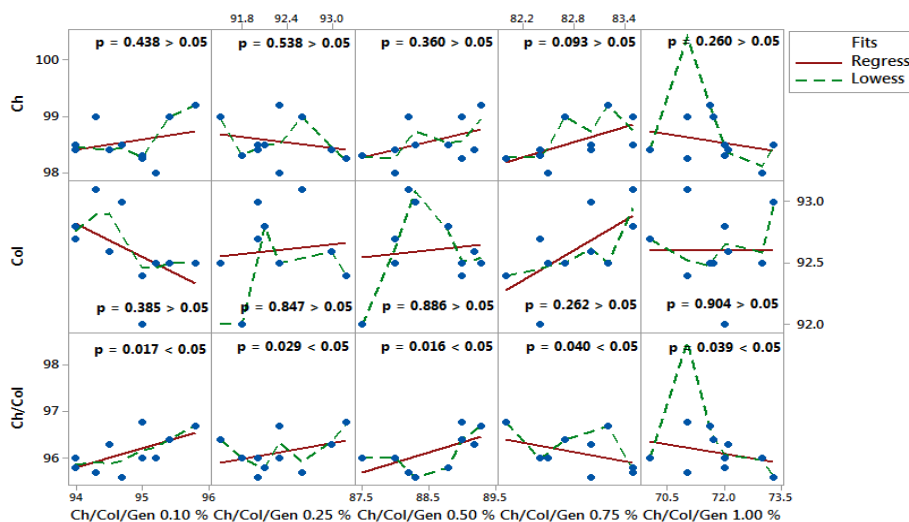 91.8 92.4 93.0 82.2 82.8 83.4
p = 0.438 > 0.05 p = 0.538 > 0.05 p = 0.360 > 0.05 p = 0.093 > 0.05 p = 0.260 > 0.05
Fits
Regress
Lowess
100
99
98
Ch
93.0
92.5
92.0
Col
p = 0.385 > 0.05 p = 0.847 > 0.05 p = 0.886 > 0.05 p = 0.262 > 0.05 p = 0.904 > 0.05
p = 0.017 < 0.05 p = 0.029 < 0.05 p = 0.016 < 0.05 p = 0.040 < 0.05 p = 0.039 < 0.05
98
97
96
Ch/Col
94 95 96 87.5 88.5 89.5 70.5 72.0 73.5
Ch/Col/Gen 0.10 % Ch/Col/Gen 0.25 % Ch/Col/Gen 0.50 % Ch/Col/Gen 0.75 % Ch/Col/Gen 1.00 %